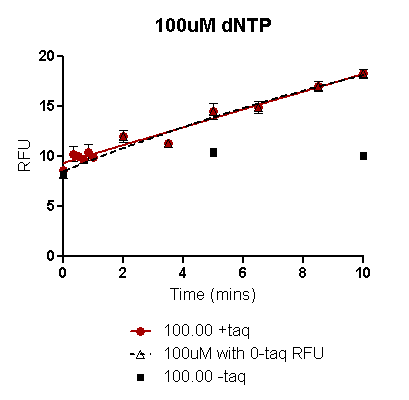 100uM dNTP
20
15
10
5
0
RFU
0 2 4 6 8 10
Time (mins)
100.00 +taq
100uM with 0-taq RFU
100.00 -taq